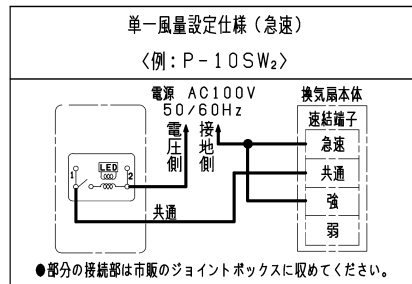 単一風量設定仕様（急速）
〈例：P-10SW₂〉
電源 AC100V
50/60Hz
電圧側
接地側
換気扇本体
速結端子
急速
共通
強
弱
LED
1
2
共通
●部分の接続部は市販のジョイントボックスに収めてください。